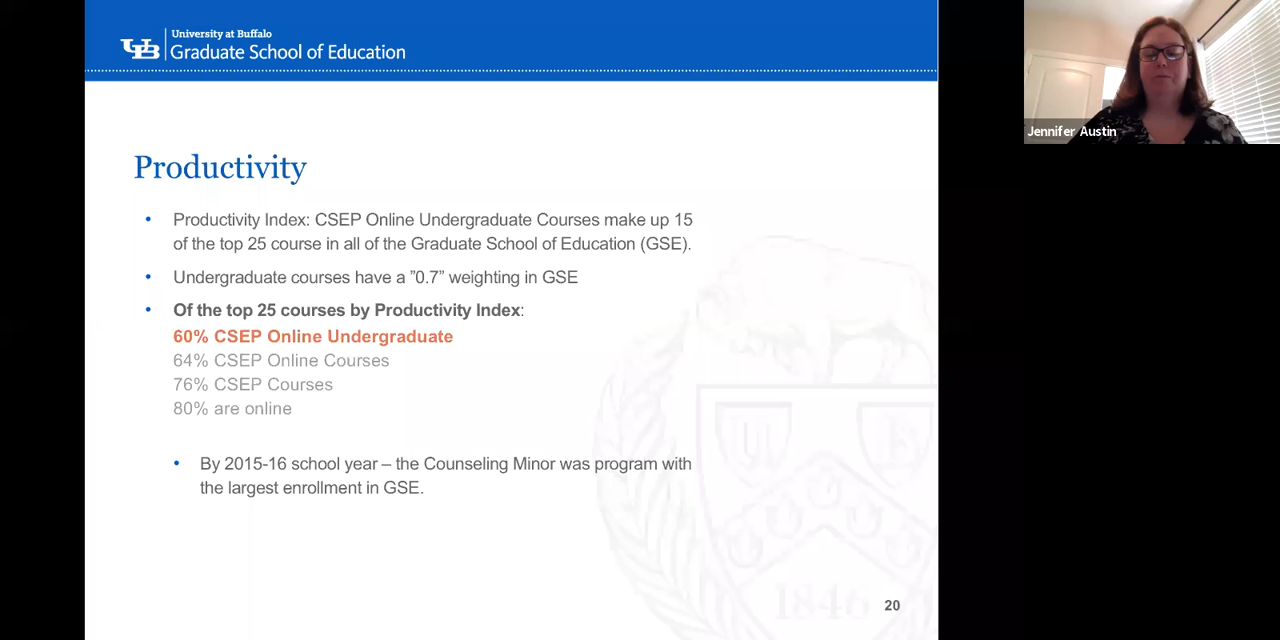 University at Buffalo
UB Graduate School of Education
Jennifer Austin
Productivity
• Productivity Index: CSEP Online Undergraduate Courses make up 15
of the top 25 course in all of the Graduate School of Education (GSE).
• Undergraduate courses have a ”0.7” weighting in GSE
• Of the top 25 courses by Productivity Index:
60% CSEP Online Undergraduate
64% CSEP Online Courses
76% CSEP Courses
80% are online
• By 2015-16 school year – the Counseling Minor was program with
the largest enrollment in GSE.
1846
20